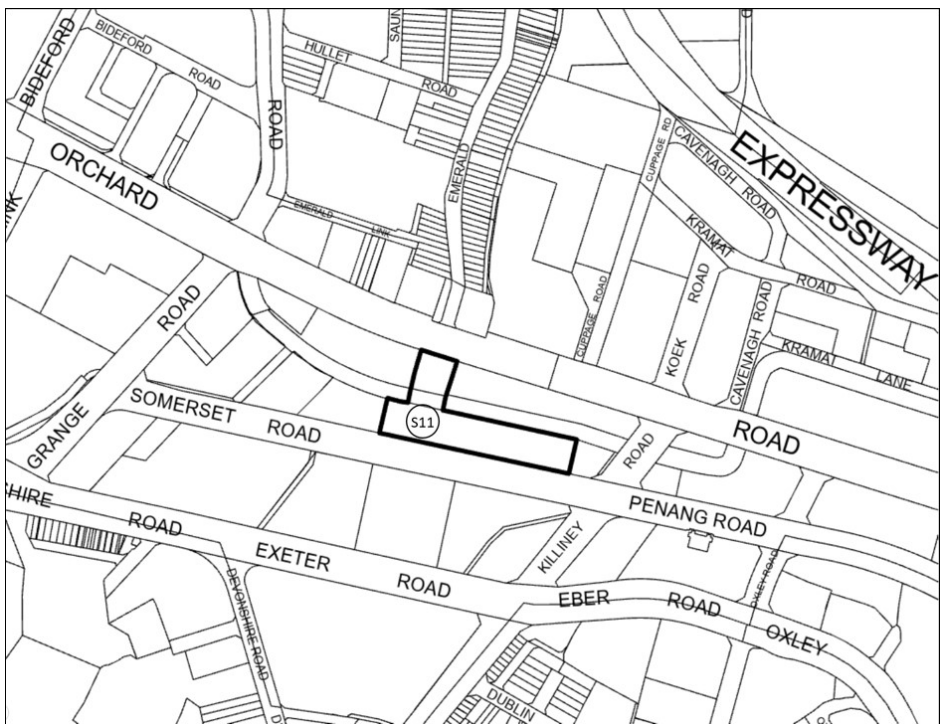 BIDEFORD
ROAD
BIDEFORD
SAUN
HULLET
ROAD
ROAD
CUPPAGE RD
CAVENAGH ROAD
EXPRESSWAY
ORCHARD
EMERALD
EMERALD
LINK
KRAMAT
ROAD
KOEK
ROAD
CUPPAGE ROAD
CAVENAGH ROAD
KRAMAT
LANE
ROAD
GRANGE
SOMERSET
ROAD
S11
ROAD
ROAD
PENANG ROAD
SHIRE
ROAD
EXETER
ROAD
KILLINEY
OXLEY ROAD
DEVONSHIRE ROAD
EBER
ROAD
OXLEY
DUBLIN